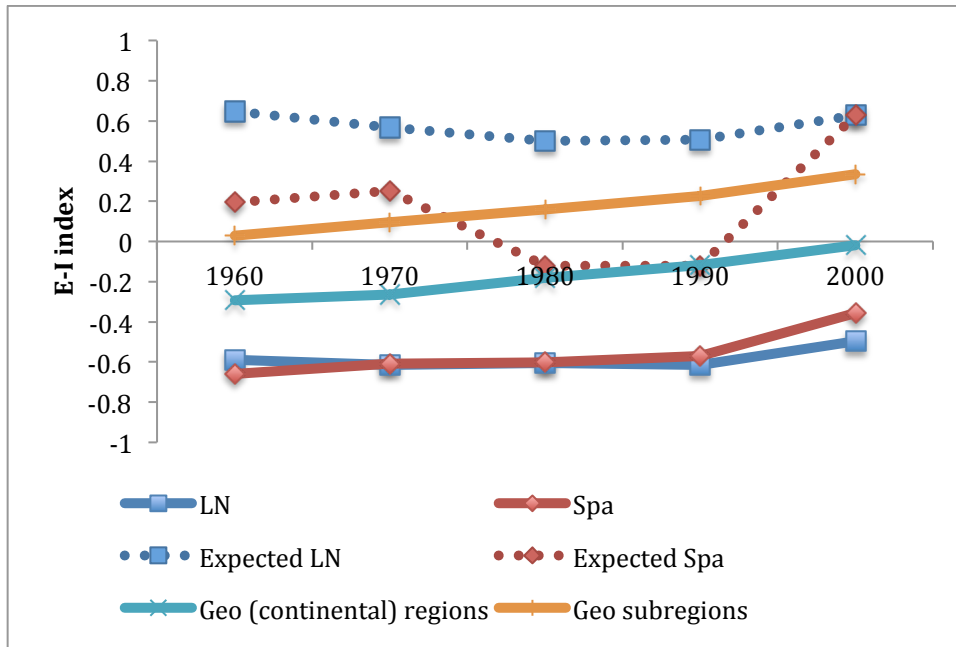 1
0.8
0.6
0.4
0.2
0
-0.2
-0.4
-0.6
-0.8
-1
E-I index
1960 1970 1980 1990 2000
LN Spa
Expected LN Expected Spa
Geo (continental) regions Geo subregions